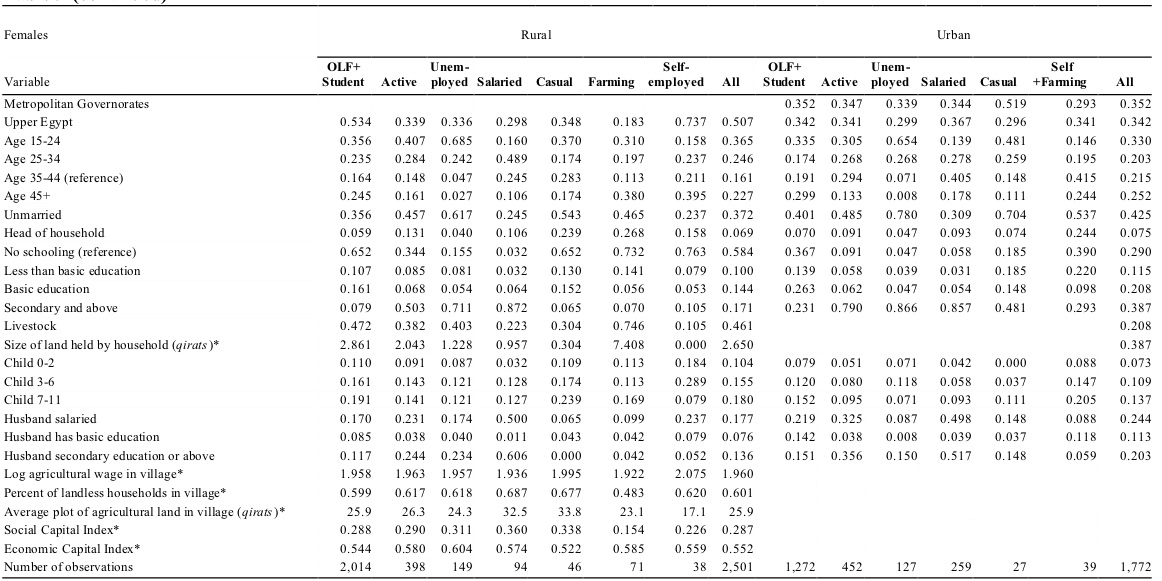 Females Rural Urban
OLF+ Unem- Self- OLF+ Unem- Self
Variable Student Active ployed Salaried Casual Farming employed All Student Active ployed Salaried Casual +Farming All
Metropolitan Governorates 0.352 0.347 0.339 0.344 0.519 0.293 0.352
Upper Egypt 0.534 0.339 0.336 0.298 0.348 0.183 0.737 0.507 0.342 0.341 0.299 0.367 0.296 0.341 0.342
Age 15-24 0.356 0.407 0.685 0.160 0.370 0.310 0.158 0.365 0.335 0.305 0.654 0.139 0.481 0.146 0.330
Age 25-34 0.235 0.284 0.242 0.489 0.174 0.197 0.237 0.246 0.174 0.268 0.268 0.278 0.259 0.195 0.203
Age 35-44 (reference) 0.164 0.148 0.047 0.245 0.283 0.113 0.211 0.161 0.191 0.294 0.071 0.405 0.148 0.415 0.215
Age 45+ 0.245 0.161 0.027 0.106 0.174 0.380 0.395 0.227 0.299 0.133 0.008 0.178 0.111 0.244 0.252
Unmarried 0.356 0.457 0.617 0.245 0.543 0.465 0.237 0.372 0.401 0.485 0.780 0.309 0.704 0.537 0.425
Head of household 0.059 0.131 0.040 0.106 0.239 0.268 0.158 0.069 0.070 0.091 0.047 0.093 0.074 0.244 0.075
No schooling (reference) 0.652 0.344 0.155 0.032 0.652 0.732 0.763 0.584 0.367 0.091 0.047 0.058 0.185 0.390 0.290
Less than basic education 0.107 0.085 0.081 0.032 0.130 0.141 0.079 0.100 0.139 0.058 0.039 0.031 0.185 0.220 0.115
Basic education 0.161 0.068 0.054 0.064 0.152 0.056 0.053 0.144 0.263 0.062 0.047 0.054 0.148 0.098 0.208
Secondary and above 0.079 0.503 0.711 0.872 0.065 0.070 0.105 0.171 0.231 0.790 0.866 0.857 0.481 0.293 0.387
Livestock 0.472 0.382 0.403 0.223 0.304 0.746 0.105 0.461 0.208
Size of land held by household (qirats)* 2.861 2.043 1.228 0.957 0.304 7.408 0.000 2.650 0.387
Child 0-2 0.110 0.091 0.087 0.032 0.109 0.113 0.184 0.104 0.079 0.051 0.071 0.042 0.000 0.088 0.073
Child 3-6 0.161 0.143 0.121 0.128 0.174 0.113 0.289 0.155 0.120 0.080 0.118 0.058 0.037 0.147 0.109
Child 7-11 0.191 0.141 0.121 0.127 0.239 0.169 0.079 0.180 0.152 0.095 0.071 0.093 0.111 0.205 0.137
Husband salaried 0.170 0.231 0.174 0.500 0.065 0.099 0.237 0.177 0.219 0.325 0.087 0.498 0.148 0.088 0.244
Husband has basic education 0.085 0.038 0.040 0.011 0.043 0.042 0.079 0.076 0.142 0.038 0.008 0.039 0.037 0.118 0.113
Husband secondary education or above 0.117 0.244 0.234 0.606 0.000 0.042 0.052 0.136 0.151 0.356 0.150 0.517 0.148 0.059 0.203
Log agricultural wage in village* 1.958 1.963 1.957 1.936 1.995 1.922 2.075 1.960
Percent of landless households in village* 0.599 0.617 0.618 0.687 0.677 0.483 0.620 0.601
Average plot of agricultural land in village (qirats)* 25.9 26.3 24.3 32.5 33.8 23.1 17.1 25.9
Social Capital Index* 0.288 0.290 0.311 0.360 0.338 0.154 0.226 0.287
Economic Capital Index* 0.544 0.580 0.604 0.574 0.522 0.585 0.559 0.552
Number of observations 2,014 398 149 94 46 71 38 2,501 1,272 452 127 259 27 39 1,772